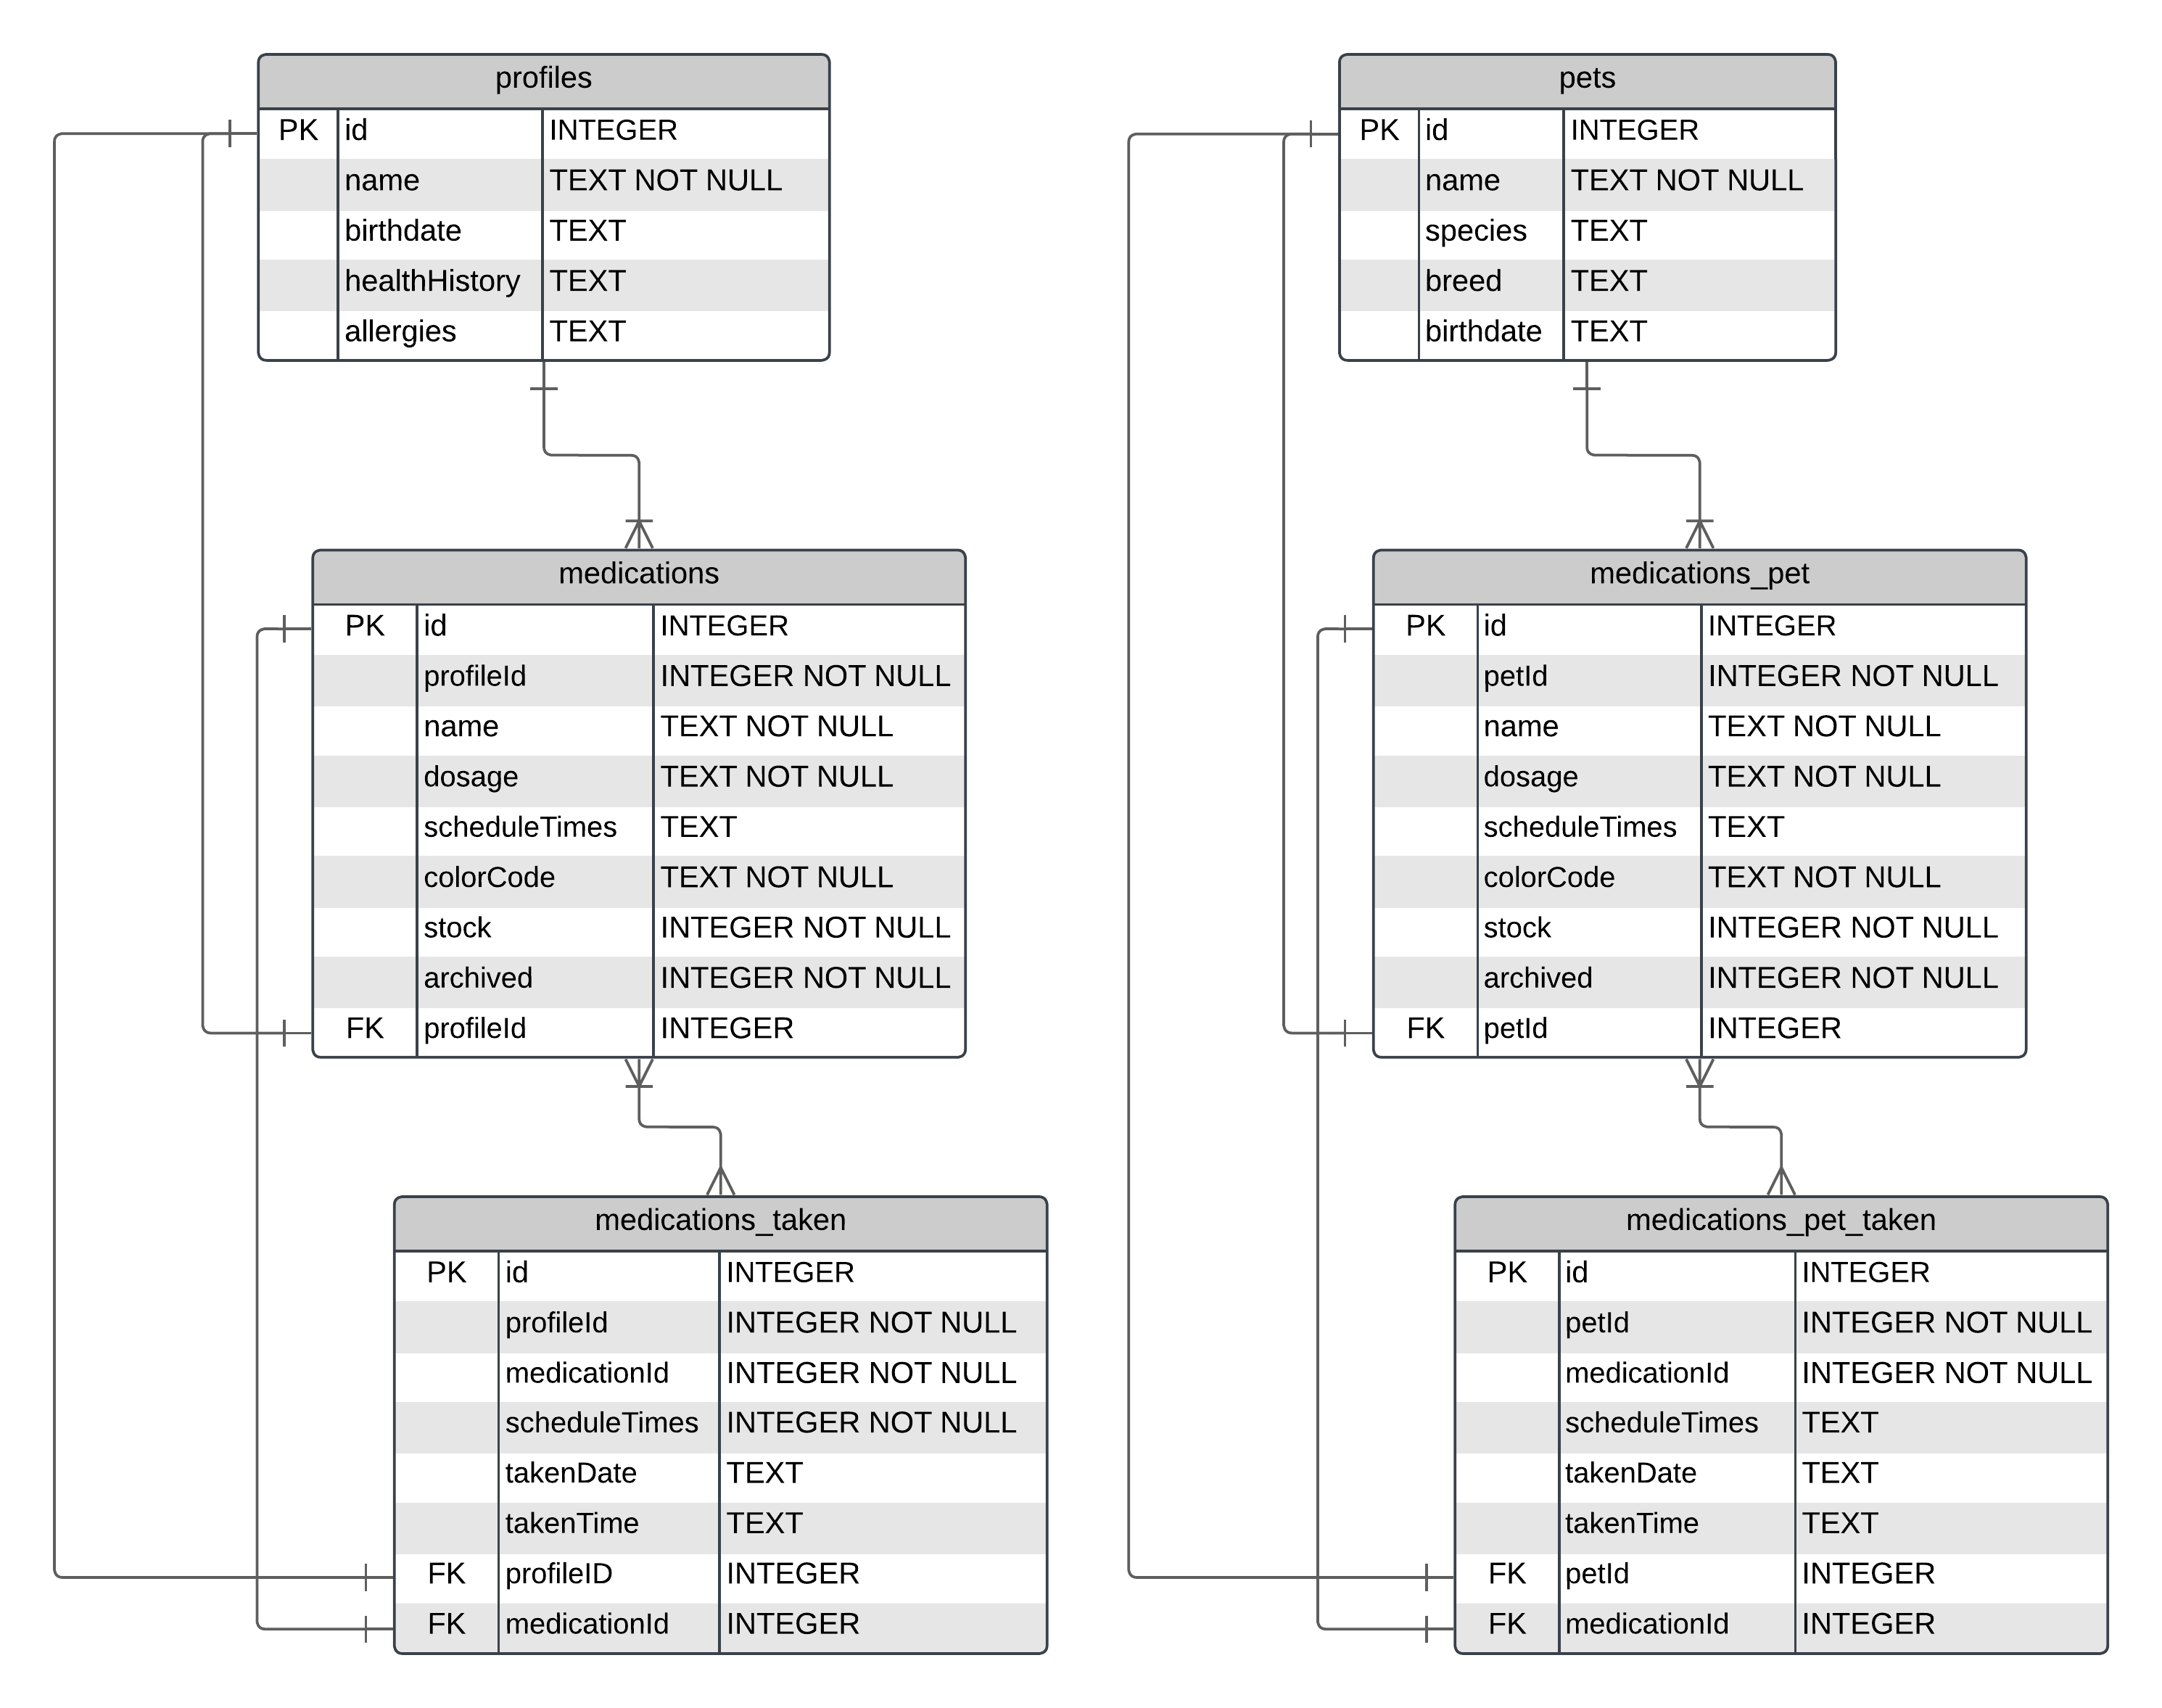 profiles
PK id INTEGER
name TEXT NOT NULL
birthdate TEXT
healthHistory TEXT
allergies TEXT
medications
PK id INTEGER
profileId INTEGER NOT NULL
name TEXT NOT NULL
dosage TEXT NOT NULL
scheduleTimes TEXT
colorCode TEXT NOT NULL
stock INTEGER NOT NULL
archived INTEGER NOT NULL
FK profileId INTEGER
medications_taken
PK id INTEGER
profileId INTEGER NOT NULL
medicationId INTEGER NOT NULL
scheduleTimes INTEGER NOT NULL
takenDate TEXT
takenTime TEXT
FK profileID INTEGER
FK medicationId INTEGER
pets
PK id INTEGER
name TEXT NOT NULL
species TEXT
breed TEXT
birthdate TEXT
medications_pet
PK id INTEGER
petId INTEGER NOT NULL
name TEXT NOT NULL
dosage TEXT NOT NULL
scheduleTimes TEXT
colorCode TEXT NOT NULL
stock INTEGER NOT NULL
archived INTEGER NOT NULL
FK petId INTEGER
medications_pet_taken
PK id INTEGER
petId INTEGER NOT NULL
medicationId INTEGER NOT NULL
scheduleTimes TEXT
takenDate TEXT
takenTime TEXT
FK petId INTEGER
FK medicationId INTEGER